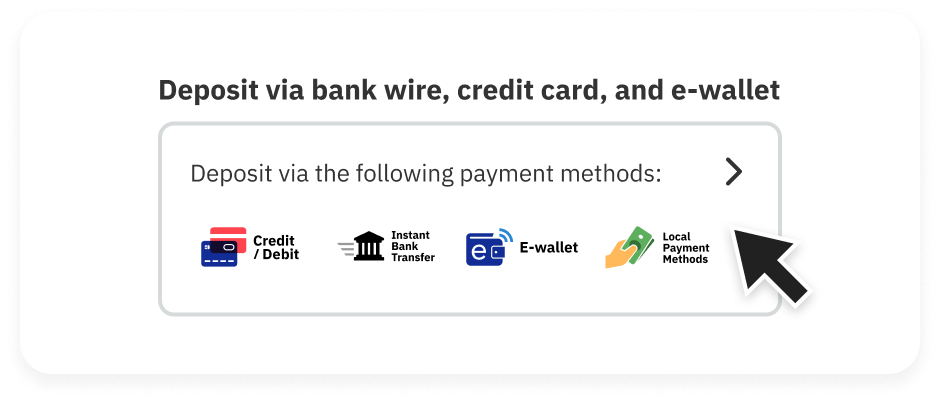 Deposit via bank wire, credit card, and e-wallet
Deposit via the following payment methods:
Credit
/ Debit
Instant
Bank
Transfer
e
E-wallet
Local
Payment
Methods